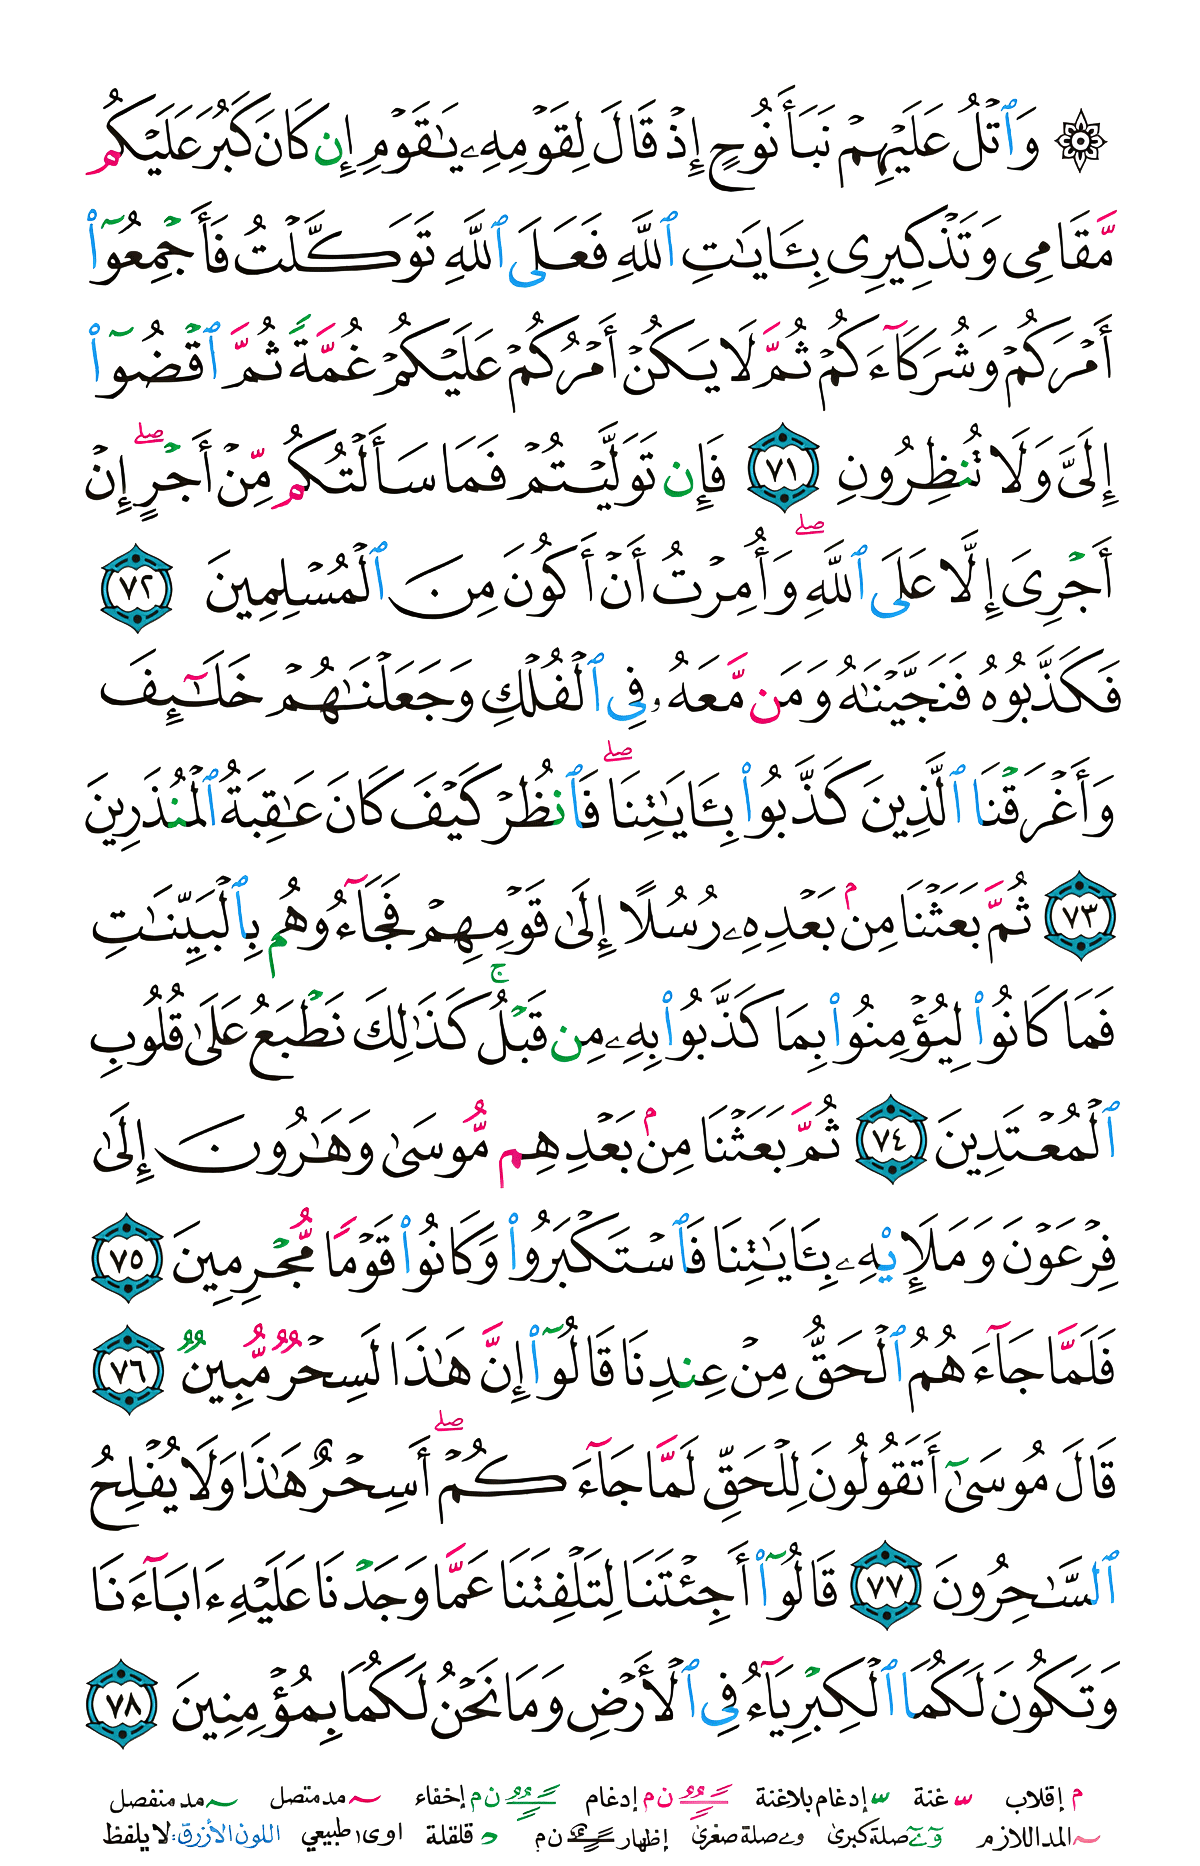 ۞ وَٱتۡلُ عَلَيۡهِمۡ نَبَأَ نُوحٍ إِذۡ قَالَ لِقَوۡمِهِۦ يَٰقَوۡمِ إِن كَانَ كَبُرَ عَلَيۡكُم
مَّقَامِي وَتَذۡكِيرِي بِـَٔايَٰتِ ٱللَّهِ فَعَلَى ٱللَّهِ تَوَكَّلۡتُ فَأَجۡمِعُوٓاْ
أَمۡرَكُمۡ وَشُرَكَآءَكُمۡ ثُمَّ لَا يَكُنۡ أَمۡرُكُمۡ عَلَيۡكُمۡ غُمَّةٗ ثُمَّ ٱقۡضُوٓاْ
إِلَيَّ وَلَا تُنظِرُونِ ٧١ فَإِن تَوَلَّيۡتُمۡ فَمَا سَأَلۡتُكُم مِّنۡ أَجۡرٍۖ إِنۡ
أَجۡرِيَ إِلَّا عَلَى ٱللَّهِۖ وَأُمِرۡتُ أَنۡ أَكُونَ مِنَ ٱلۡمُسۡلِمِينَ ٧٢
فَكَذَّبُوهُ فَنَجَّيۡنَٰهُ وَمَن مَّعَهُۥ فِي ٱلۡفُلۡكِ وَجَعَلۡنَٰهُمۡ خَلَٰٓئِفَ
وَأَغۡرَقۡنَا ٱلَّذِينَ كَذَّبُواْ بِـَٔايَٰتِنَاۖ فَٱنظُرۡ كَيۡفَ كَانَ عَٰقِبَةُ ٱلۡمُنذَرِينَ
٧٣ ثُمَّ بَعَثۡنَا مِنۢ بَعۡدِهِۦ رُسُلًا إِلَىٰ قَوۡمِهِمۡ فَجَآءُوهُم بِٱلۡبَيِّنَٰتِ
فَمَا كَانُواْ لِيُؤۡمِنُواْ بِمَا كَذَّبُواْ بِهِۦ مِن قَبۡلُۚ كَذَٰلِكَ نَطۡبَعُ عَلَىٰ قُلُوبِ
ٱلۡمُعۡتَدِينَ ٧٤ ثُمَّ بَعَثۡنَا مِنۢ بَعۡدِهِم مُّوسَىٰ وَهَٰرُونَ إِلَىٰ
فِرۡعَوۡنَ وَمَلَإِيْهِۦ بِـَٔايَٰتِنَا فَٱسۡتَكۡبَرُواْ وَكَانُواْ قَوۡمٗا مُّجۡرِمِينَ ٧٥
فَلَمَّا جَآءَهُمُ ٱلۡحَقُّ مِنۡ عِندِنَا قَالُوٓاْ إِنَّ هَٰذَا لَسِحۡرٞ مُّبِينٞ ٧٦
قَالَ مُوسَىٰٓ أَتَقُولُونَ لِلۡحَقِّ لَمَّا جَآءَكُمۡۖ أَسِحۡرٌ هَٰذَا وَلَا يُفۡلِحُ
ٱلسَّٰحِرُونَ ٧٧ قَالُوٓاْ أَجِئۡتَنَا لِتَلۡفِتَنَا عَمَّا وَجَدۡنَا عَلَيۡهِ ءَابَآءَنَا
وَتَكُونَ لَكُمَا ٱلۡكِبۡرِيَآءُ فِي ٱلۡأَرۡضِ وَمَا نَحۡنُ لَكُمَا بِمُؤۡمِنِينَ ٧٨
م إقلاب ّ غنة ّ إدغام بلاغنة ن م إدغام ن م إخفاء ~ مد متصل ~ مد منفصل
~ المد اللازم و ے صلة كبرى و ے صلة صغرى إظهار ن م قلقلة ا و ى طبيعي اللون الأزرق: لا يلفظ